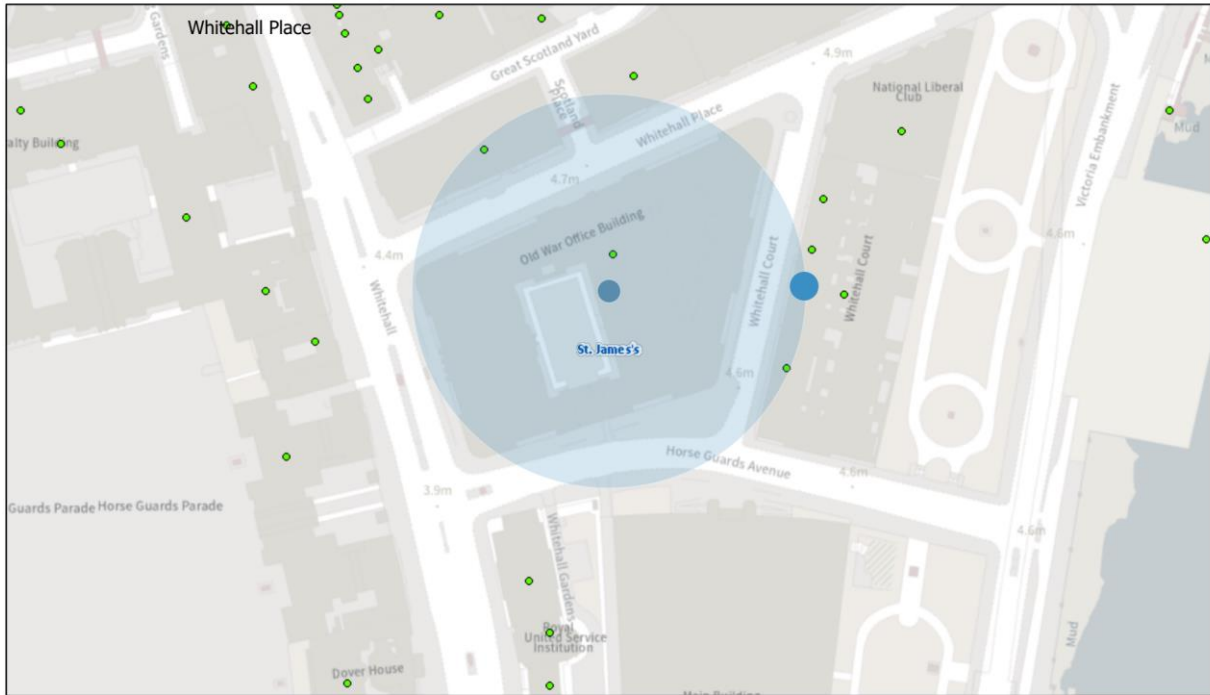 Whitehall Place
Gardens
Great Scotland Yard
Scotland
Place
Whitehall Place
4.9m
National Liberal
Club
Victoria Embankment
Mud
alty Building
4.7m
Old War Office Building
4.4m
Whitehall
Whitehall Court
Whitehall Court
4.6m
St. James's
4.6m
Horse Guards Avenue
4.6m
3.9m
Guards Parade
Horse Guards Parade
4.6m
Whitehall Gardens
Royal
United Service
Institution
Dover House
Mud
Main Building